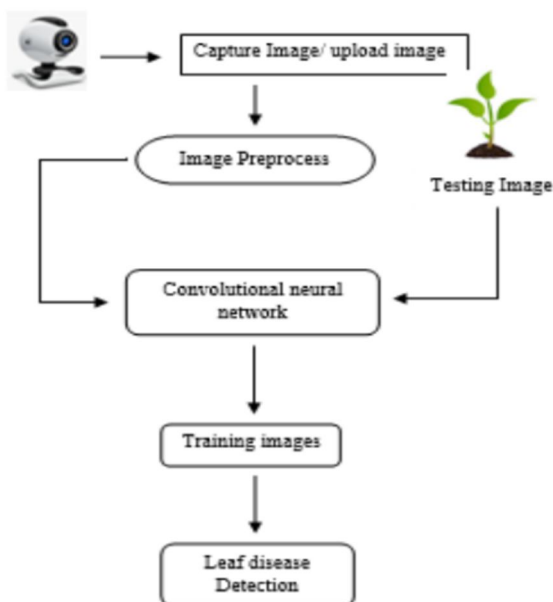 Capture Image/ upload image
Image Preprocess
Testing Image
Convolutional neural
network
Training images
Leaf disease
Detection